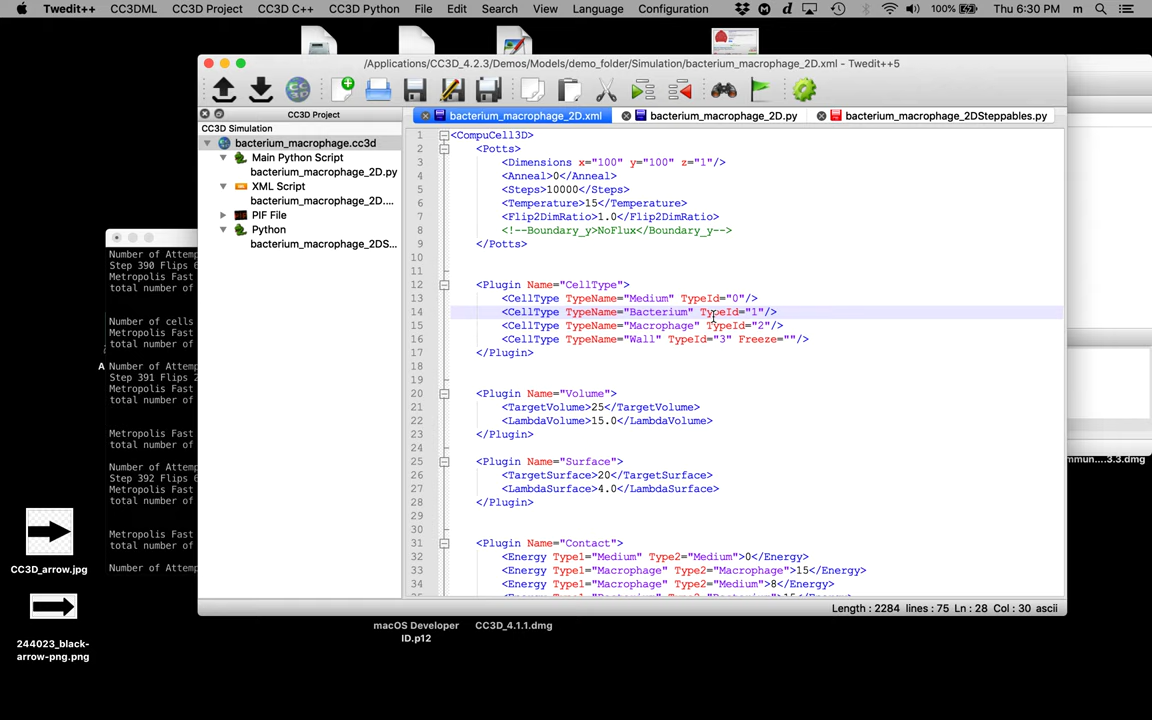 Twedit++ CC3DML CC3D Project CC3D C++ CC3D Python File Edit Search View Language Configuration 100% Thu 6:30 PM m
/Applications/CC3D_4.2.3/Demos/Models/demo_folder/Simulation/bacterium_macrophage_2D.xml - Twedit++5
CC3D Project
bacterium_macrophage_2D.xml bacterium_macrophage_2D.py bacterium_macrophage_2DSteppables.py
CC3D Simulation
bacterium_macrophage.cc3d
Main Python Script
bacterium_macrophage_2D.py
XML Script
bacterium_macrophage_2D....
PIF File
Python
bacterium_macrophage_2DS...
1 <CompuCell3D>
2 <Potts>
3 <Dimensions x="100" y="100" z="1"/>
4 <Anneal>0</Anneal>
5 <Steps>10000</Steps>
6 <Temperature>15</Temperature>
7 <Flip2DimRatio>1.0</Flip2DimRatio>
8 <!--Boundary_y>NoFlux</Boundary_y-->
9 </Potts>
10
11
12 <Plugin Name="CellType">
13 <CellType TypeName="Medium" TypeId="0"/>
14 <CellType TypeName="Bacterium" TypeId="1"/>
15 <CellType TypeName="Macrophage" TypeId="2"/>
16 <CellType TypeName="Wall" TypeId="3" Freeze=""/>
17 </Plugin>
18
19
20 <Plugin Name="Volume">
21 <TargetVolume>25</TargetVolume>
22 <LambdaVolume>15.0</LambdaVolume>
23 </Plugin>
24
25 <Plugin Name="Surface">
26 <TargetSurface>20</TargetSurface>
27 <LambdaSurface>4.0</LambdaSurface>
28 </Plugin>
29
30
31 <Plugin Name="Contact">
32 <Energy Type1="Medium" Type2="Medium">0</Energy>
33 <Energy Type1="Macrophage" Type2="Macrophage">15</Energy>
34 <Energy Type1="Macrophage" Type2="Medium">8</Energy>
Length : 2284 lines : 75 Ln : 28 Col : 30 ascii
Number of Attemp
Step 390 Flips 6
Metropolis Fast
total number of
Number of cells
Metropolis Fast
total number of
A Number of Attemp
Step 391 Flips 2
Metropolis Fast
total number of
Metropolis Fast
total number of
Number of Attemp
Step 392 Flips 6
Metropolis Fast
total number of
Metropolis Fast
total number of
Number of Attemp
mmun....3.3.dmg
CC3D_arrow.jpg
244023_black-
arrow-png.png
macOS Developer
ID.p12
CC3D_4.1.1.dmg